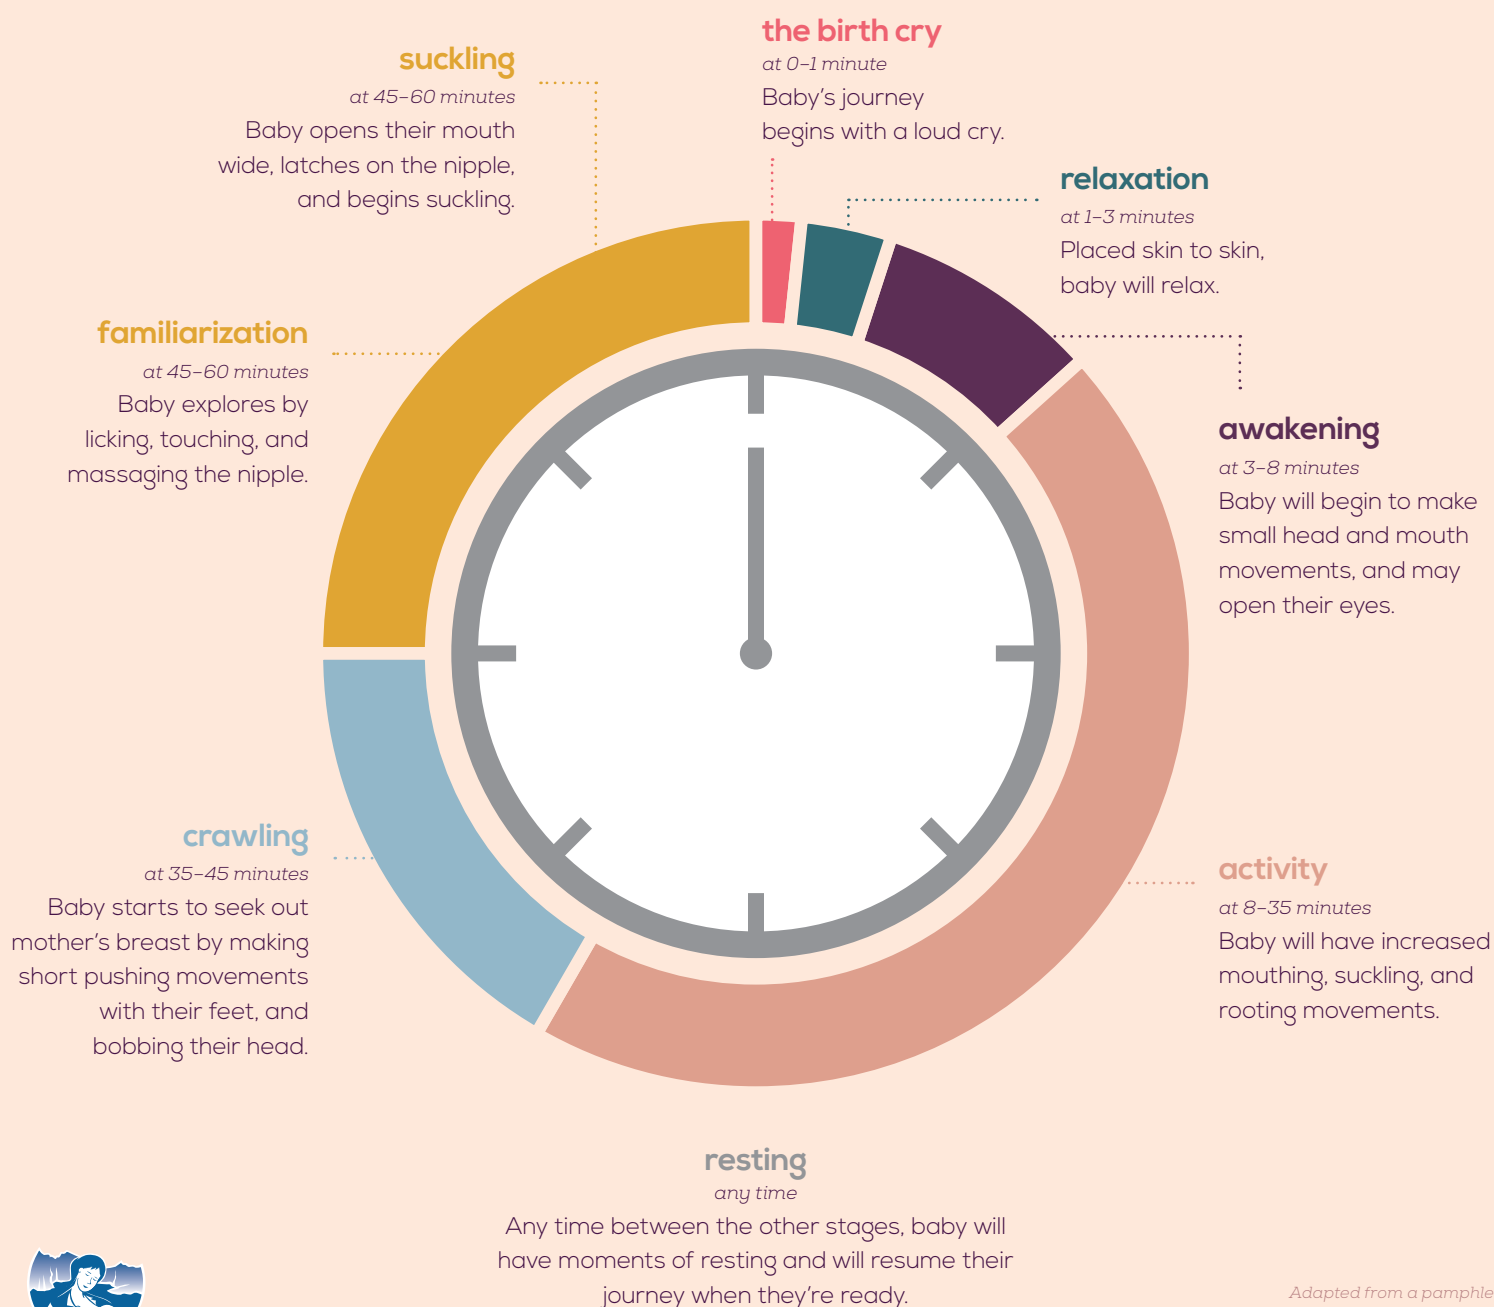 the birth cry
at 0–1 minute
Baby's journey
begins with a loud cry.
relaxation
at 1–3 minutes
Placed skin to skin,
baby will relax.
awakening
at 3–8 minutes
Baby will begin to make
small head and mouth
movements, and may
open their eyes.
activity
at 8–35 minutes
Baby will have increased
mouthing, suckling, and
rooting movements.
crawling
at 35–45 minutes
Baby starts to seek out
mother's breast by making
short pushing movements
with their feet, and
bobbing their head.
familiarization
at 45–60 minutes
Baby explores by
licking, touching, and
massaging the nipple.
suckling
at 45–60 minutes
Baby opens their mouth
wide, latches on the nipple,
and begins suckling.
resting
any time
Any time between the other stages, baby will
have moments of resting and will resume their
journey when they're ready.
Adapted from a pamphle